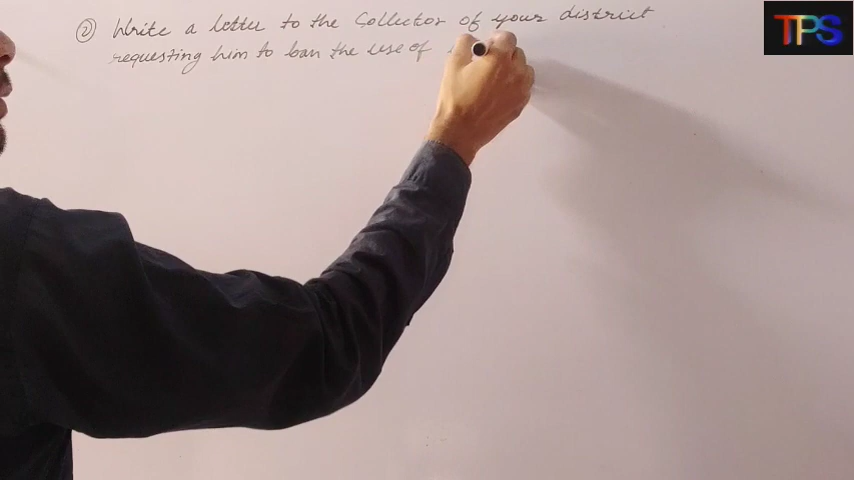 ② Write a letter to the Collector of your district
requesting him to ban the use of
TPS